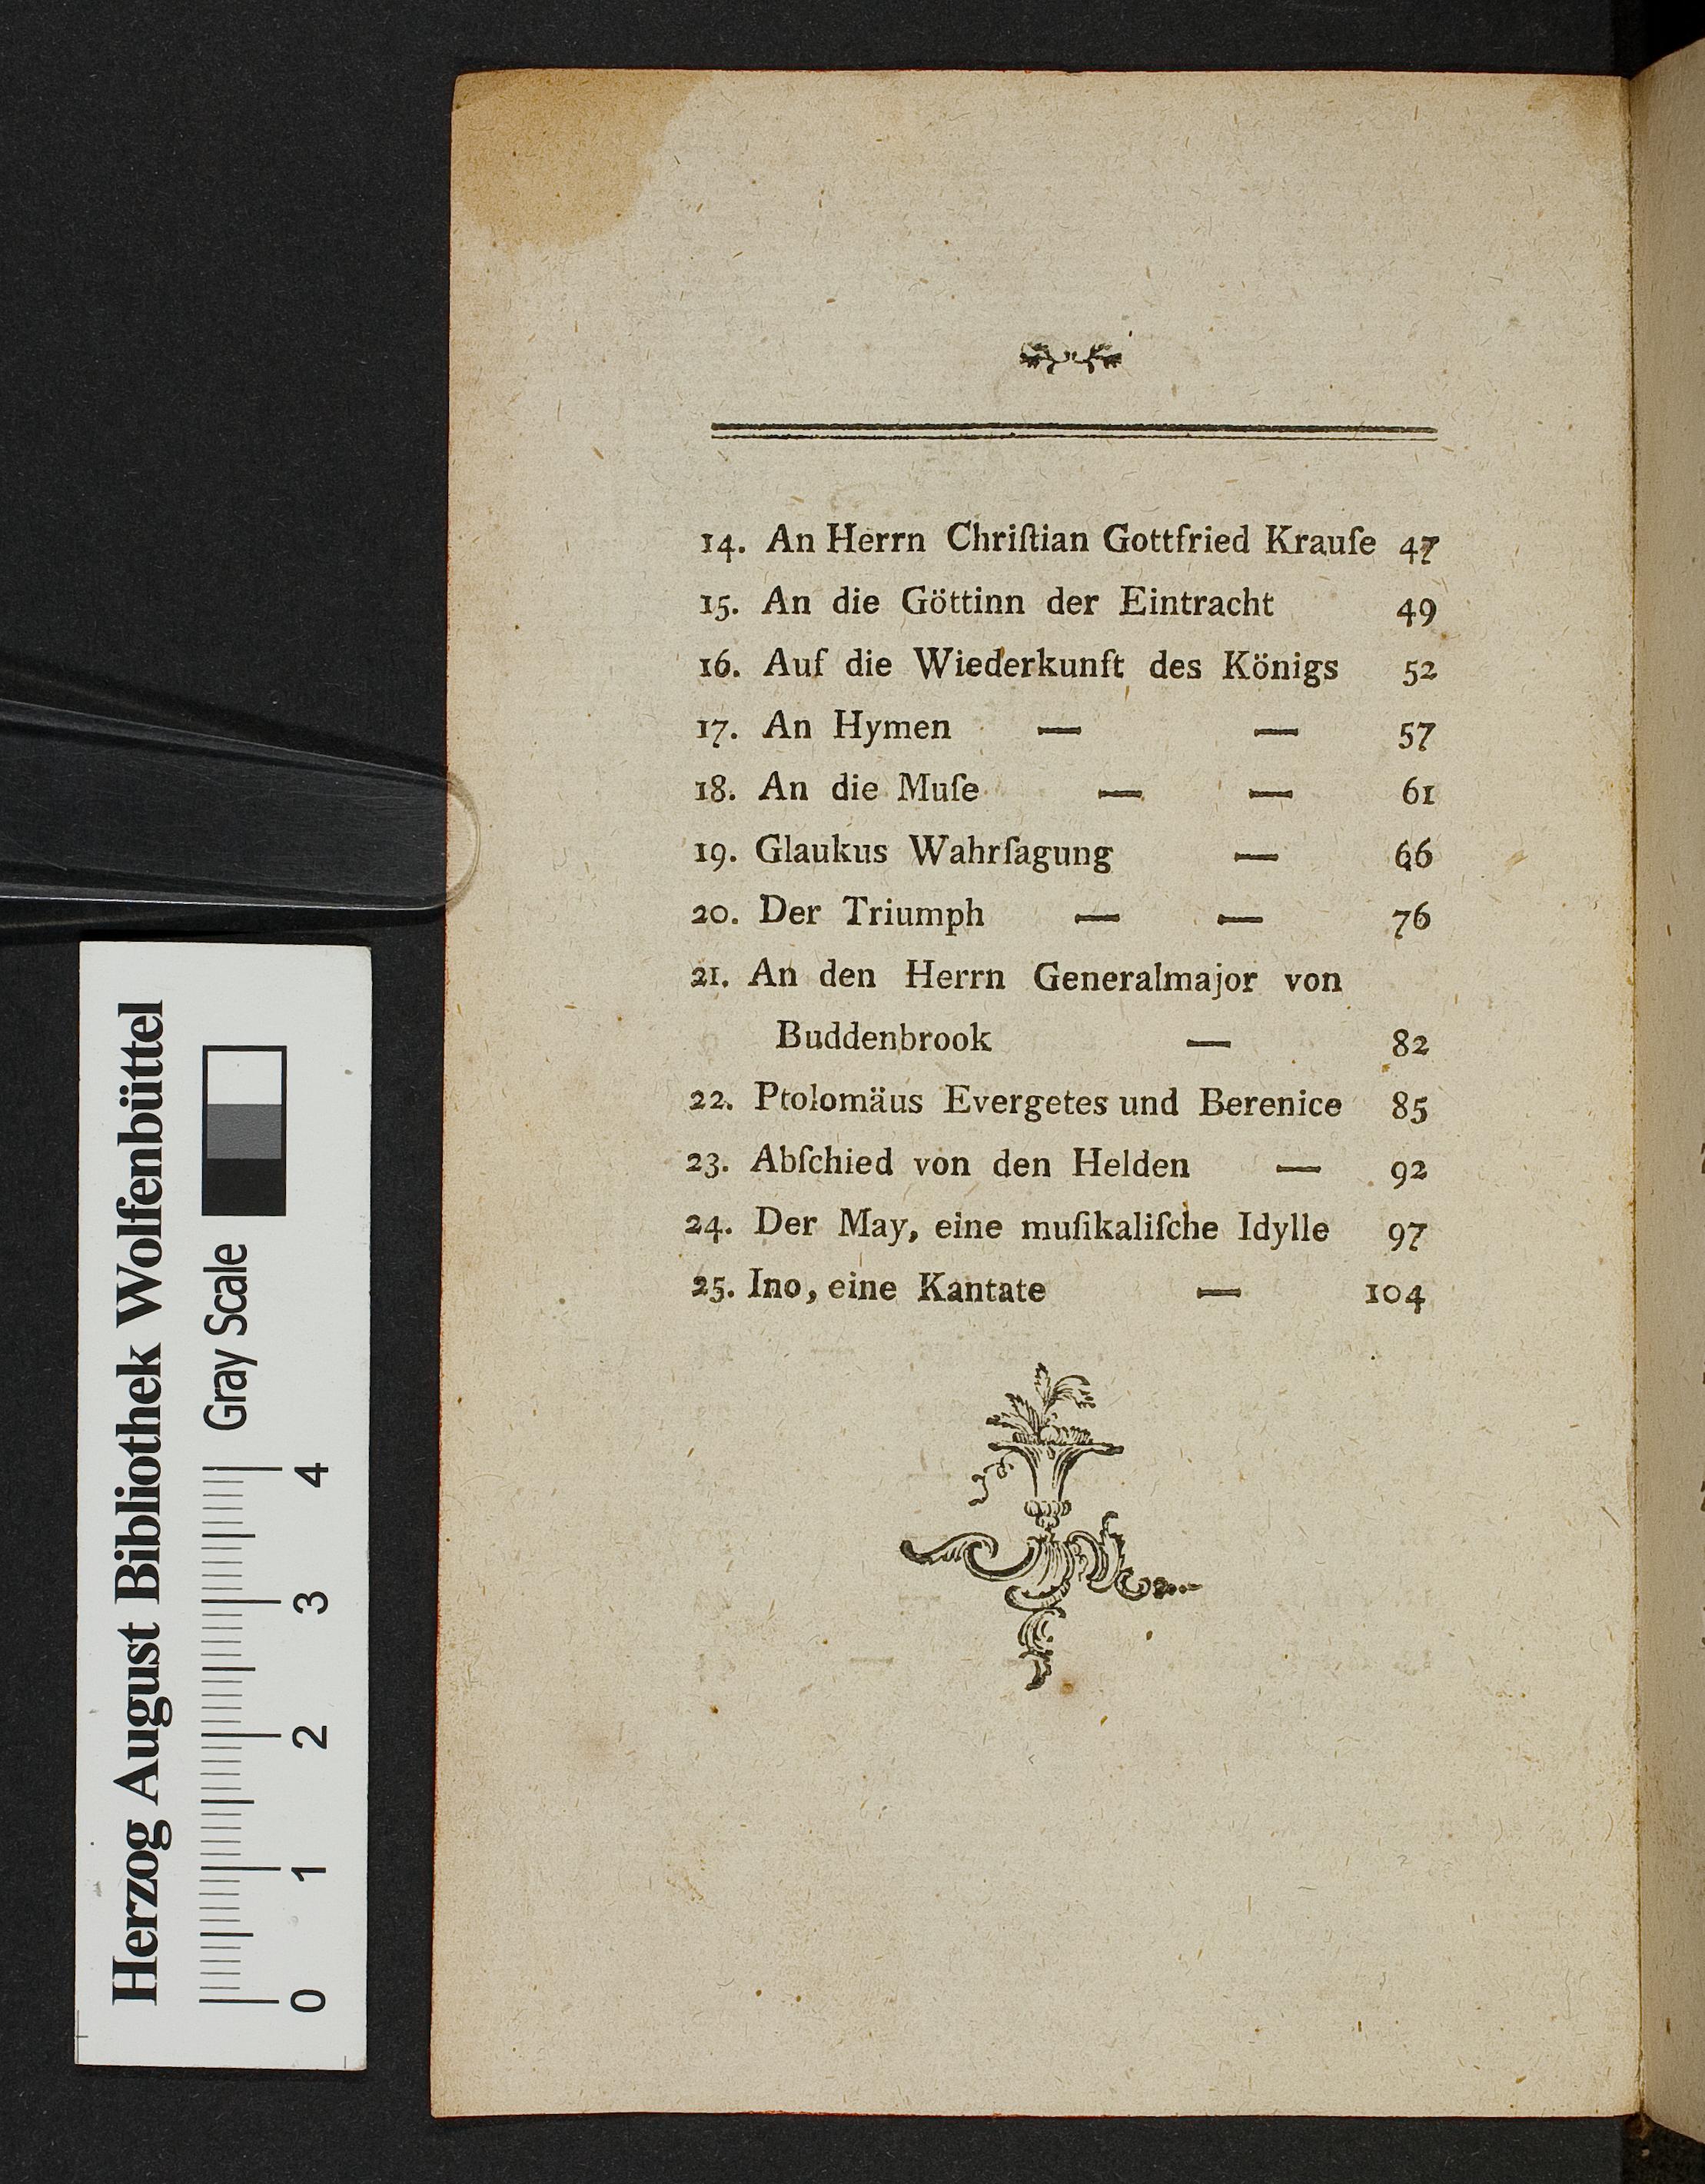 14. An Herrn Chriſtian Gottfried Krauſe 47
15. An die Göttinn der Eintracht 49
16. Auf die Wiederkunft des Königs 52
17. An Hymen — — 57
18. An die Muſe — — 61
19. Glaukus Wahrſagung — 66
20. Der Triumph — — 76
21. An den Herrn Generalmajor von
Buddenbrook — 82
22. Ptolomäus Evergetes und Berenice 85
23. Abſchied von den Helden — 92
24. Der May, eine muſikaliſche Idylle 97
25. Ino, eine Kantate — 104
Herzog August Bibliothek Wolfenbüttel
Gray Scale
0 1 2 3 4